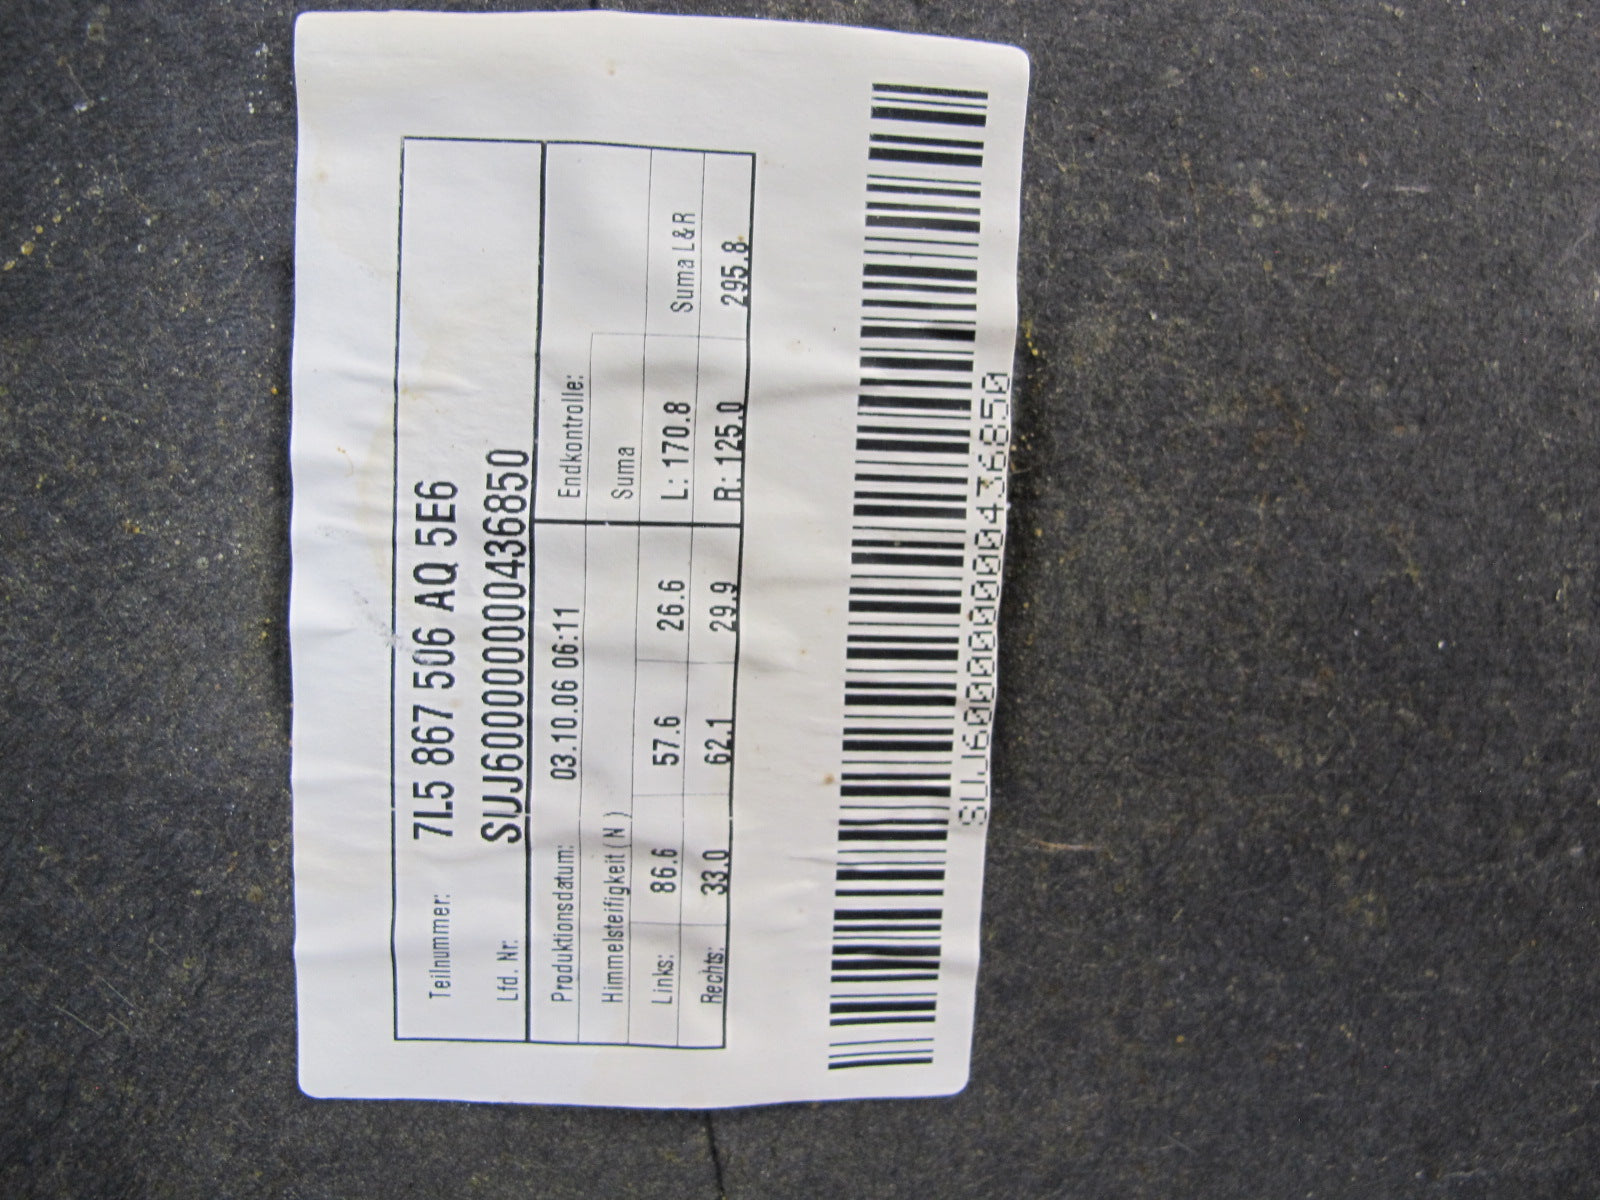 Teilnummer: 7L5 867 506 AQ 5E6
Lfd. Nr: SUJ6000000000436850
Produktionsdatum: 03.10.06 06:11 Endkontrolle:
Himmelsteifigkeit ( N ) Suma
Links: 86.6 57.6 26.6 L: 170.8 Suma L&R
Rechts: 33.0 62.1 29.9 R: 125.0 295.8
SUJ6000000000436850